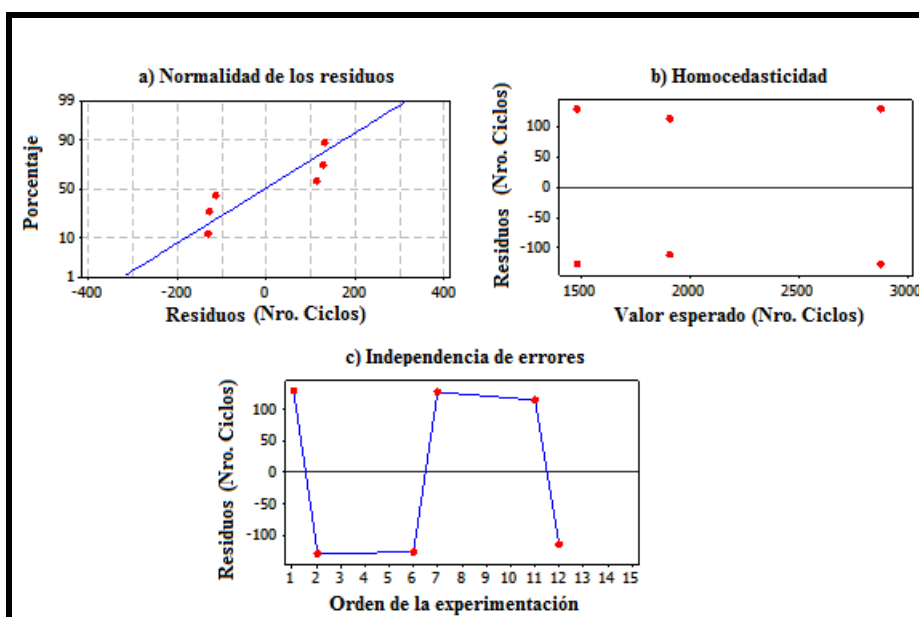 a) Normalidad de los residuos
99
90
50
10
1
Porcentaje
-400 -200 0 200 400
Residuos (Nro. Ciclos)
b) Homocedasticidad
100
50
0
-50
-100
Residuos (Nro. Ciclos)
1500 2000 2500 3000
Valor esperado (Nro. Ciclos)
c) Independencia de errores
100
50
0
-50
-100
Residuos (Nro. Ciclos)
1 2 3 4 5 6 7 8 9 10 11 12 13 14 15
Orden de la experimentación